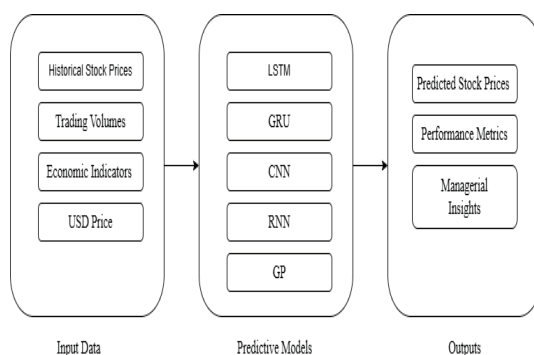 Historical Stock Prices
Trading Volumes
Economic Indicators
USD Price
Input Data
LSTM
GRU
CNN
RNN
GP
Predictive Models
Predicted Stock Prices
Performance Metrics
Managerial
Insights
Outputs